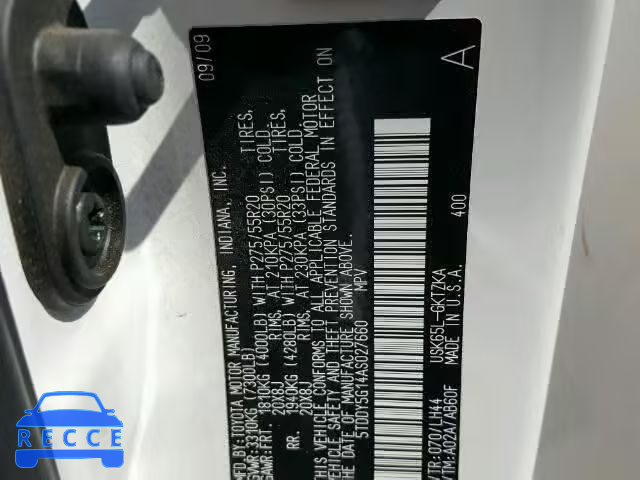 MFD.BY:TOYOTA MOTOR MANUFACTURING, INDIANA, INC. 09/09
GVWR: (7300LB)
GAWR:FRT. 1810KG (4000LB) WITH P275/55R20 TIRES,
20X8J RIMS, AT 210KPA (30PSI) COLD.
RR. 1940KG (4280LB) WITH P275/55R20 TIRES,
20X8J RIMS, AT 230KPA (33PSI) COLD.
THIS VEHICLE CONFORMS TO ALL APPLICABLE FEDERAL MOTOR
VEHICLE SAFETY AND THEFT PREVENTION STANDARDS IN EFFECT ON
THE DATE OF MANUFACTURE SHOWN ABOVE.
5TDDY5G14AS027660 MPV
A
400
C/TR:070/LH44 USK65L-GKTZKA
A/TM:A02A/AB60F MADE IN U.S.A.